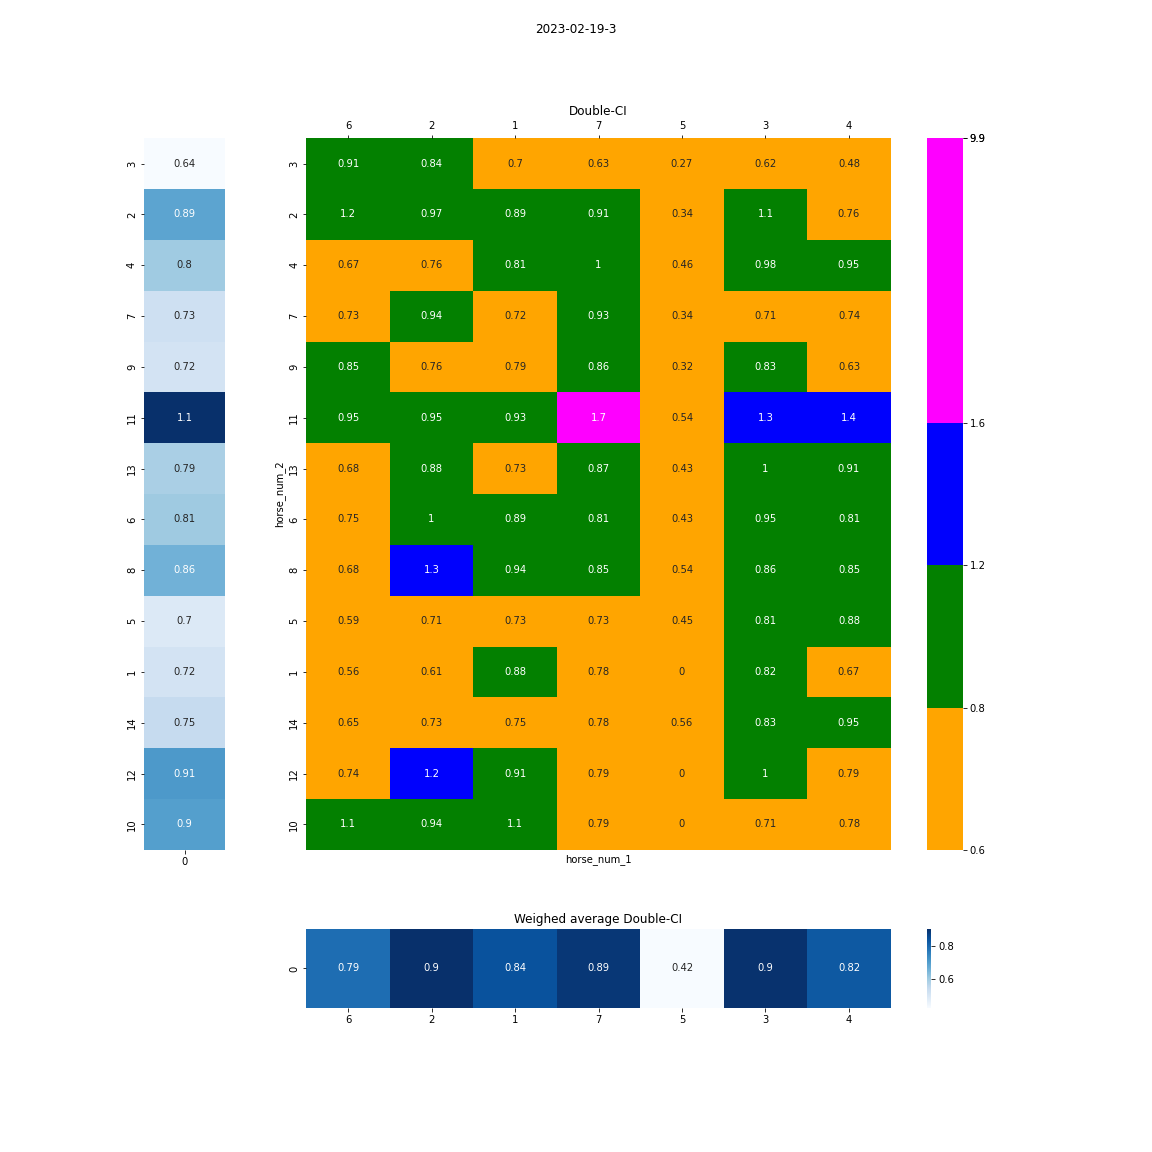 2023-02-19-3
Double-CI
6 2 1 7 5 3 4
3 0.64 3 0.91 0.84 0.7 0.63 0.27 0.62 0.48 9.9
2 0.89 2 1.2 0.97 0.89 0.91 0.34 1.1 0.76
4 0.8 4 0.67 0.76 0.81 1 0.46 0.98 0.95
7 0.73 7 0.73 0.94 0.72 0.93 0.34 0.71 0.74
9 0.72 9 0.85 0.76 0.79 0.86 0.32 0.83 0.63
11 1.1 11 0.95 0.95 0.93 1.7 0.54 1.3 1.4 1.6
13 0.79 13 0.68 0.88 0.73 0.87 0.43 1 0.91
horse_num_2
6 0.81 6 0.75 1 0.89 0.81 0.43 0.95 0.81
8 0.86 8 0.68 1.3 0.94 0.85 0.54 0.86 0.85 1.2
5 0.7 5 0.59 0.71 0.73 0.73 0.45 0.81 0.88
1 0.72 1 0.56 0.61 0.88 0.78 0 0.82 0.67
14 0.75 14 0.65 0.73 0.75 0.78 0.56 0.83 0.95 0.8
12 0.91 12 0.74 1.2 0.91 0.79 0 1 0.79
10 0.9 10 1.1 0.94 1.1 0.79 0 0.71 0.78 0.6
0 horse_num_1
Weighed average Double-CI
0 0.79 0.9 0.84 0.89 0.42 0.9 0.82 0.8
0.6
6 2 1 7 5 3 4